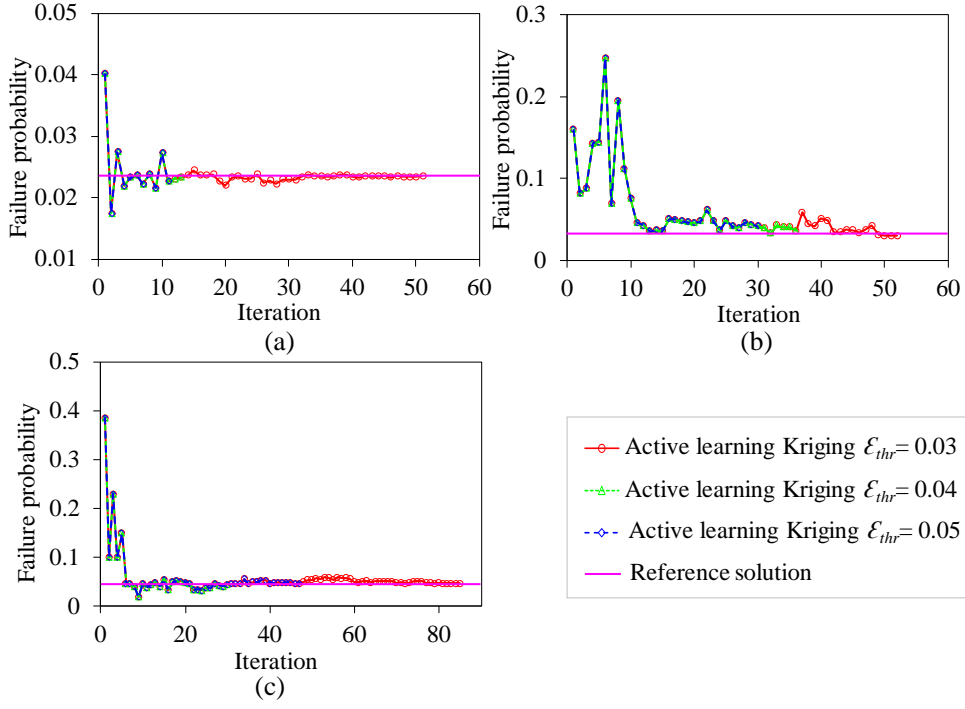 0.05
0.04
0.03
0.02
0.01
Failure probability
0 10 20 30 40 50 60
Iteration
(a)
0.3
0.2
0.1
0
Failure probability
0 10 20 30 40 50 60
Iteration
(b)
0.5
0.4
0.3
0.2
0.1
0
Failure probability
0 20 40 60 80
Iteration
(c)
Active learning Kriging ℰthr= 0.03
Active learning Kriging ℰthr= 0.04
Active learning Kriging ℰthr= 0.05
Reference solution